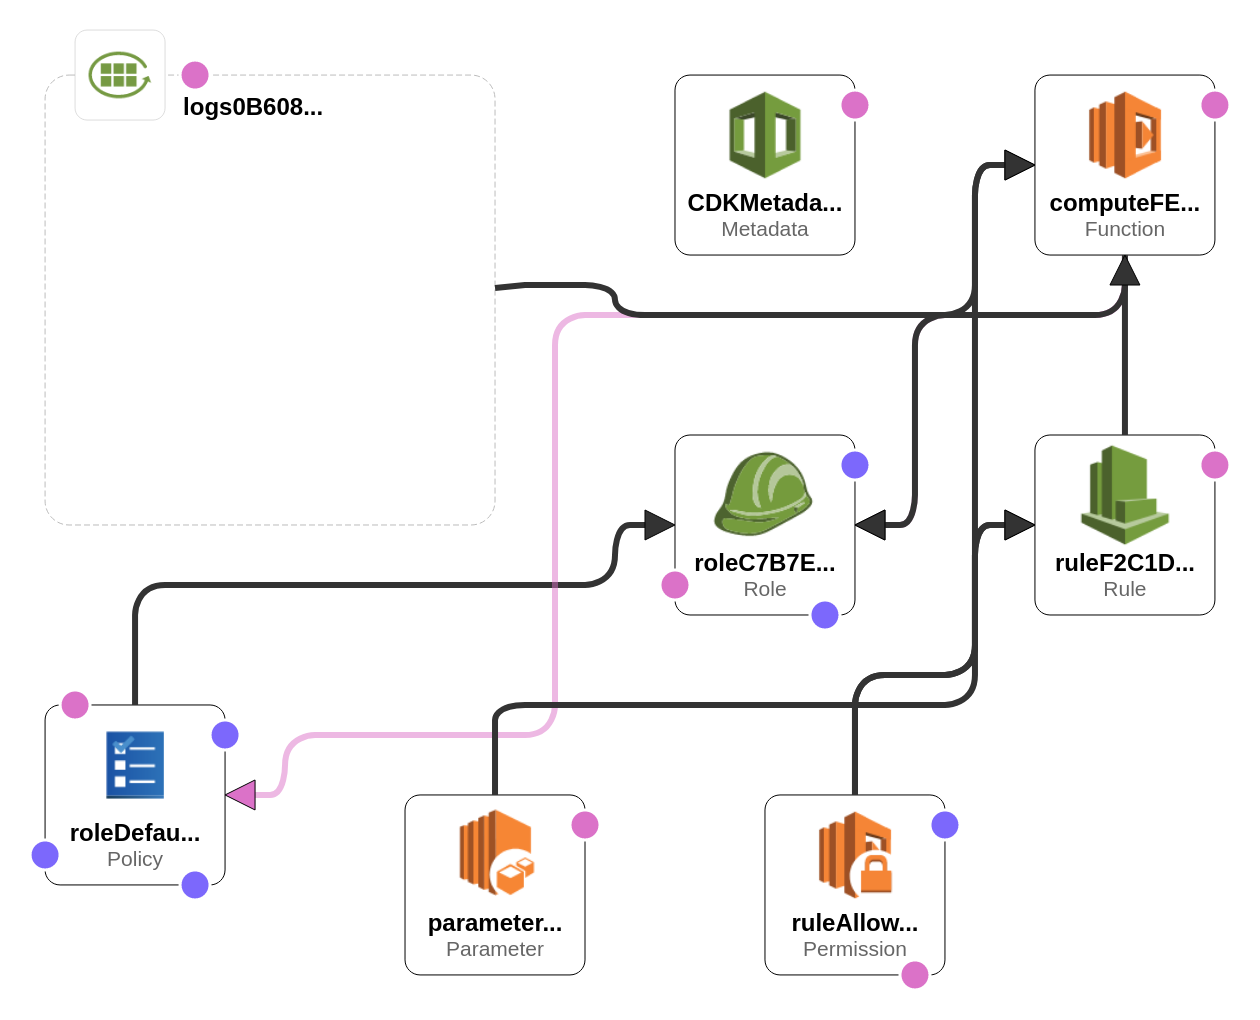 logs0B608...
CDKMetada...
Metadata
computeFE...
Function
roleC7B7E...
Role
ruleF2C1D...
Rule
roleDefau...
Policy
parameter...
Parameter
ruleAllow...
Permission